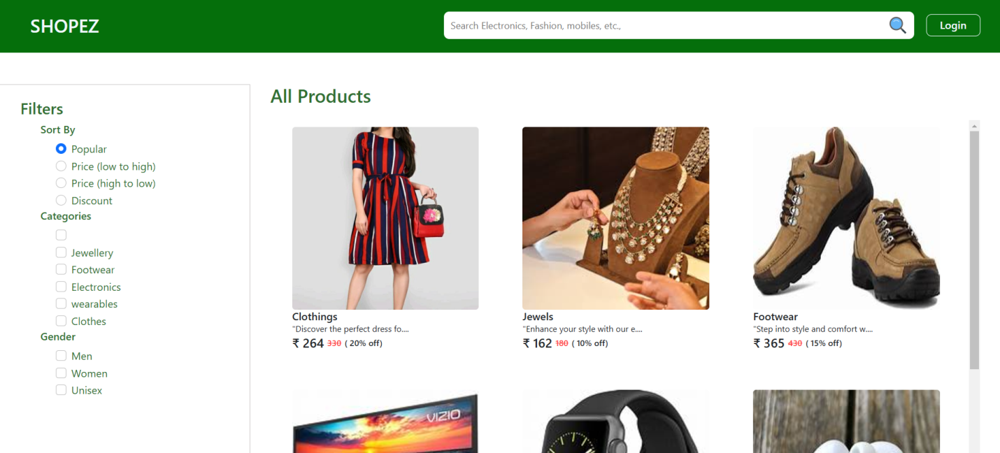 SHOPEZ
Search Electronics, Fashion, mobiles, etc.,
Login
Filters
Sort By
Popular
Price (low to high)
Price (high to low)
Discount
Categories
Jewellery
Footwear
Electronics
wearables
Clothes
Gender
Men
Women
Unisex
All Products
Clothings
"Discover the perfect dress fo....
₹ 264 330 ( 20% off)
Jewels
"Enhance your style with our e....
₹ 162 180 ( 10% off)
Footwear
"Step into style and comfort w....
₹ 365 430 ( 15% off)
VIZIO